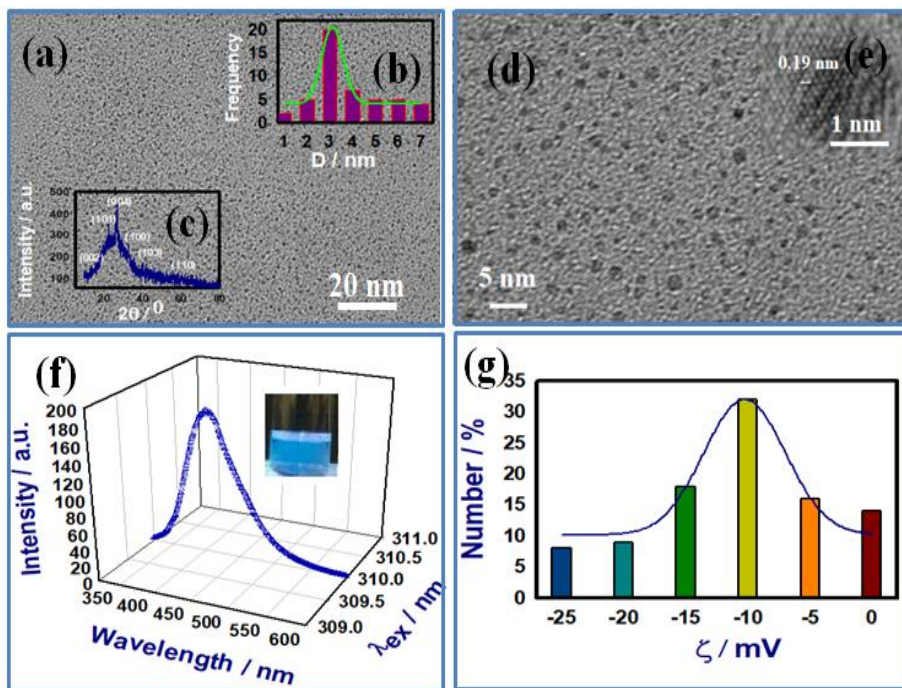 (a)
Frequency
20
15
10
5
0
(b)
1 2 3 4 5 6 7
D / nm
Intensity / a.u.
500
400
300
200
100
(002)
(101)
(004)
(100)
(103)
(110)
(c)
20 40 60 80
2θ / 0
20 nm
(d)
(e)
0.19 nm
1 nm
5 nm
(f)
Intensity / a.u.
200
180
160
140
120
100
80
60
40
20
0
350 400 450 500 550 600
Wavelength / nm
311.0
310.5
310.0
309.5
309.0
λex / nm
(g)
Number / %
35
30
25
20
15
10
5
0
-25 -20 -15 -10 -5 0
ζ / mV